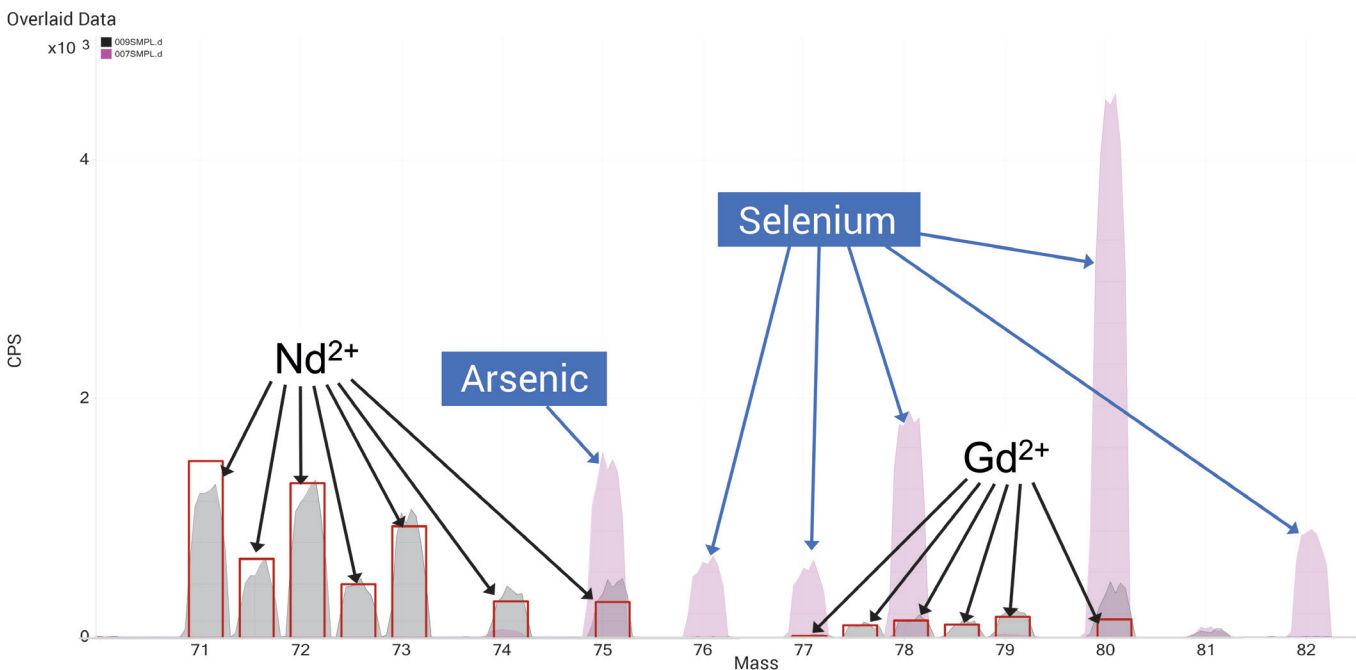 Overlaid Data
x10 3
009SMPL.d
007SMPL.d
4
2
0
CPS
Nd²⁺
Arsenic
Selenium
Gd²⁺
71 72 73 74 75 76 77 78 79 80 81 82
Mass